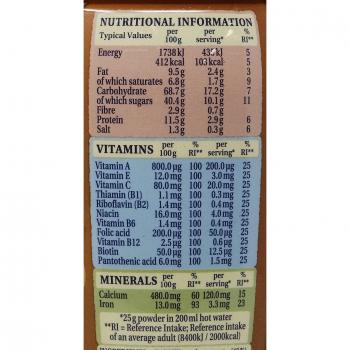 NUTRITIONAL INFORMATION
Typical Values per 100g per serving* % RI**
Energy 1738kJ 435kJ 5
412kcal 103kcal 5
Fat 9.5g 2.4g 3
of which saturates 6.8g 1.7g 9
Carbohydrate 68.7g 17.2g 7
of which sugars 40.4g 10.1g 11
Fibre 2.9g 0.7g
Protein 11.5g 2.9g 6
Salt 1.3g 0.3g 6
VITAMINS per 100g % RI** per serving* % RI**
Vitamin A 800.0µg 100 200.0µg 25
Vitamin E 12.0mg 100 3.0mg 25
Vitamin C 80.0mg 100 20.0mg 25
Thiamin (B1) 1.1mg 100 0.3mg 25
Riboflavin (B2) 1.4mg 100 0.4mg 25
Niacin 16.0mg 100 4.0mg 25
Vitamin B6 1.4mg 100 0.4mg 25
Folic acid 200.0µg 100 50.0µg 25
Vitamin B12 2.5µg 100 0.6µg 25
Biotin 50.0µg 100 12.5µg 25
Pantothenic acid 6.0mg 100 1.5mg 25
MINERALS per 100g % RI** per serving* % RI**
Calcium 480.0mg 60 120.0mg 15
Iron 13.0mg 93 3.3mg 23
*25g powder in 200ml hot water
**RI = Reference Intake; Reference intake
of an average adult (8400kJ / 2000kcal)